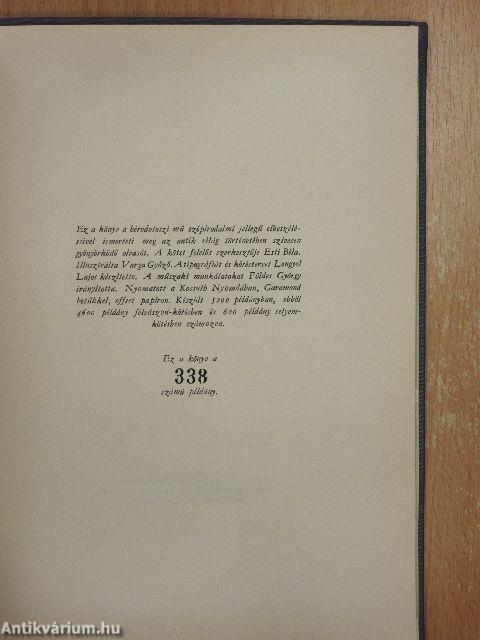 Ez a könyv a hérodotoszi mű szépirodalmi jellegű elbeszélé-
seivel ismerteti meg az antik világ történetében szívesen
gyönyörködő olvasót. A kötet felelős szerkesztője Esti Béla.
Illusztrálta Varga Győző. A tipográfiát és kötéstervet Lengyel
Lajos készítette. A műszaki munkálatokat Földes György
irányította. Nyomatott a Kossuth Nyomdában, Garamond
betűkkel, offset papíron. Készült 5200 példányban, ebből
4600 példány félvászon-kötésben és 600 példány selyem-
kötésben számozva.
Ez a könyv a
338
számú példány.
Antikvárium.hu